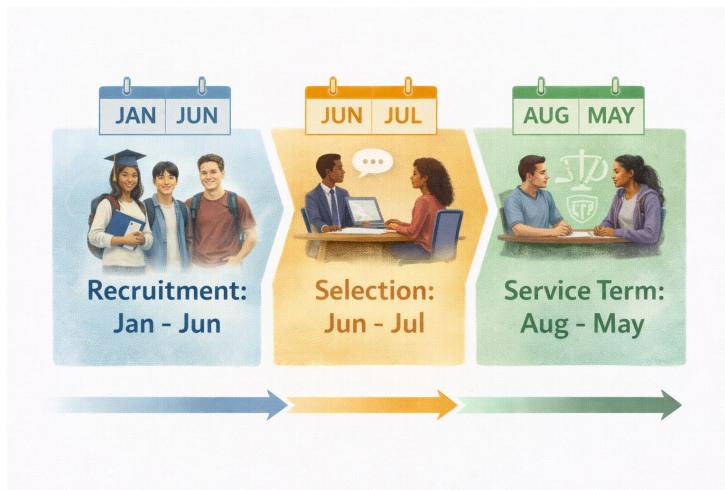 JAN JUN
JUN JUL
AUG MAY
Recruitment:
Jan - Jun
Selection:
Jun - Jul
Service Term:
Aug - May